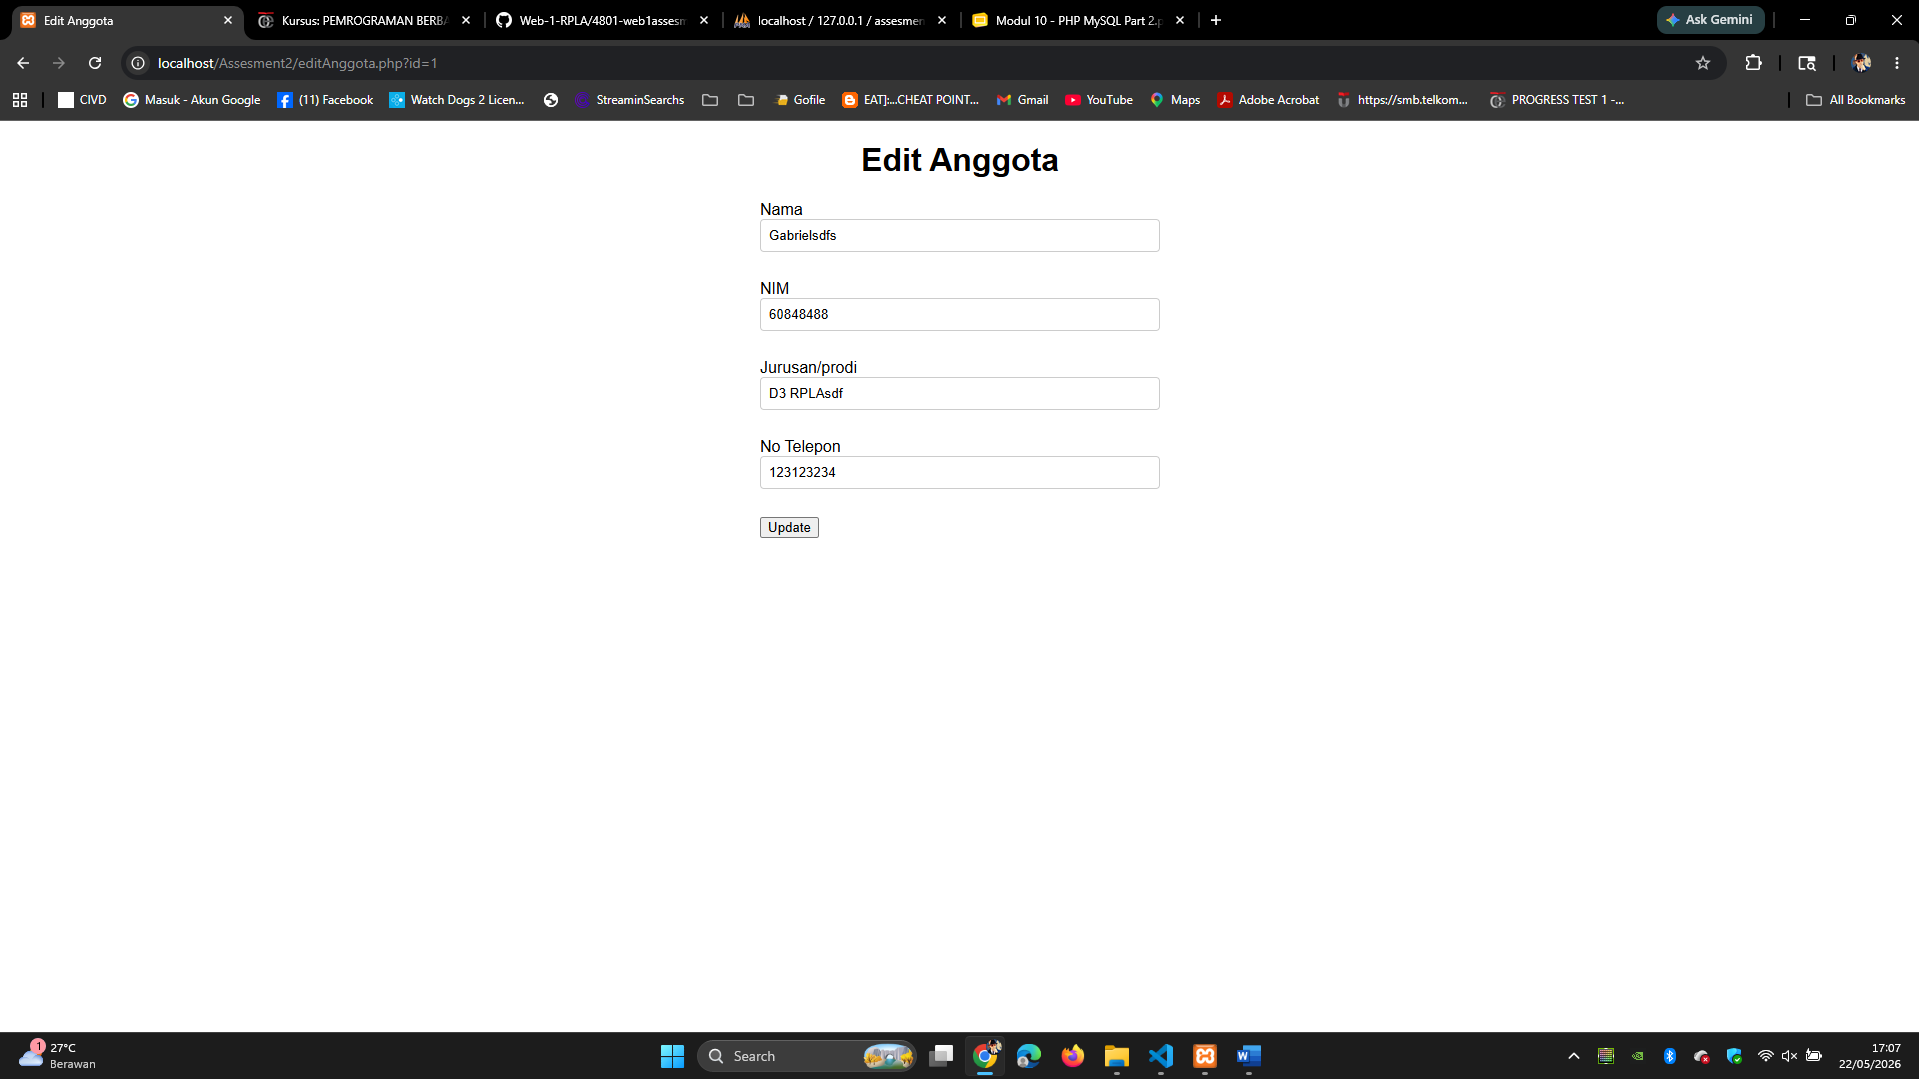 Edit Anggota
Kursus: PEMROGRAMAN BERBA
Web-1-RPLA/4801-web1assesm
localhost / 127.0.0.1 / assesmen
Modul 10 - PHP MySQL Part 2.p
Ask Gemini
localhost/Assesment2/editAnggota.php?id=1
CIVD
Masuk - Akun Google
(11) Facebook
Watch Dogs 2 Licen...
StreaminSearchs
Gofile
EAT]:...CHEAT POINT...
Gmail
YouTube
Maps
Adobe Acrobat
https://smb.telkom...
PROGRESS TEST 1 -...
All Bookmarks
Edit Anggota
Nama
Gabrielsdfs
NIM
60848488
Jurusan/prodi
D3 RPLAsdf
No Telepon
123123234
Update
1
27°C
Berawan
Search
17:07
22/05/2026